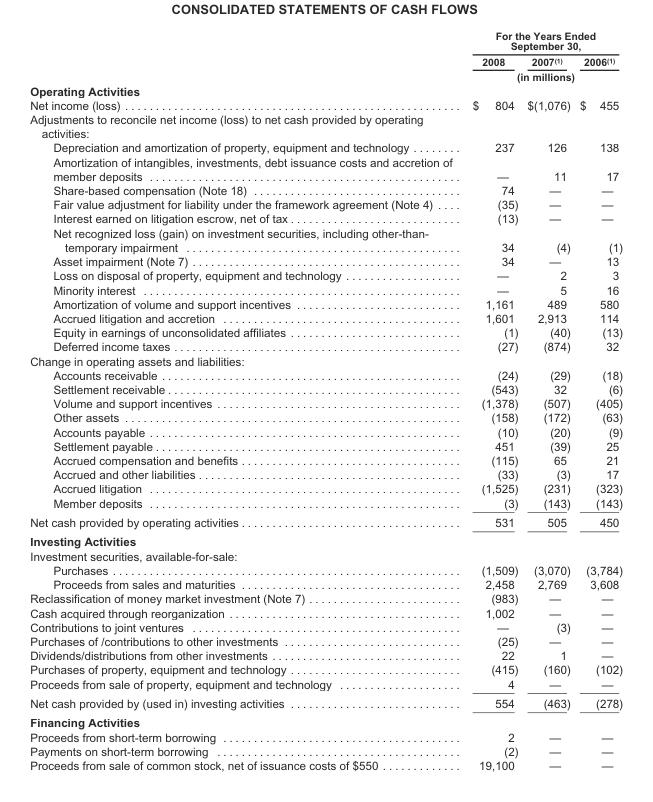 CONSOLIDATED STATEMENTS OF CASH FLOWS
For the Years Ended
September 30,
2008 2007(1) 2006(1)
(in millions)
Operating Activities
Net income (loss) $ 804 $(1,076) $ 455
Adjustments to reconcile net income (loss) to net cash provided by operating
activities:
Depreciation and amortization of property, equipment and technology 237 126 138
Amortization of intangibles, investments, debt issuance costs and accretion of
member deposits — 11 17
Share-based compensation (Note 18) 74 — —
Fair value adjustment for liability under the framework agreement (Note 4) (35) — —
Interest earned on litigation escrow, net of tax (13) — —
Net recognized loss (gain) on investment securities, including other-than-
temporary impairment 34 (4) (1)
Asset impairment (Note 7) 34 — 13
Loss on disposal of property, equipment and technology — 2 3
Minority interest — 5 16
Amortization of volume and support incentives 1,161 489 580
Accrued litigation and accretion 1,601 2,913 114
Equity in earnings of unconsolidated affiliates (1) (40) (13)
Deferred income taxes (27) (874) 32
Change in operating assets and liabilities:
Accounts receivable (24) (29) (18)
Settlement receivable (543) 32 (6)
Volume and support incentives (1,378) (507) (405)
Other assets (158) (172) (63)
Accounts payable (10) (20) (9)
Settlement payable 451 (39) 25
Accrued compensation and benefits (115) 65 21
Accrued and other liabilities (33) (3) 17
Accrued litigation (1,525) (231) (323)
Member deposits (3) (143) (143)
Net cash provided by operating activities 531 505 450
Investing Activities
Investment securities, available-for-sale:
Purchases (1,509) (3,070) (3,784)
Proceeds from sales and maturities 2,458 2,769 3,608
Reclassification of money market investment (Note 7) (983) — —
Cash acquired through reorganization 1,002 — —
Contributions to joint ventures — (3) —
Purchases of /contributions to other investments (25) — —
Dividends/distributions from other investments 22 1 —
Purchases of property, equipment and technology (415) (160) (102)
Proceeds from sale of property, equipment and technology 4 — —
Net cash provided by (used in) investing activities 554 (463) (278)
Financing Activities
Proceeds from short-term borrowing 2 — —
Payments on short-term borrowing (2) — —
Proceeds from sale of common stock, net of issuance costs of $550 19,100 — —